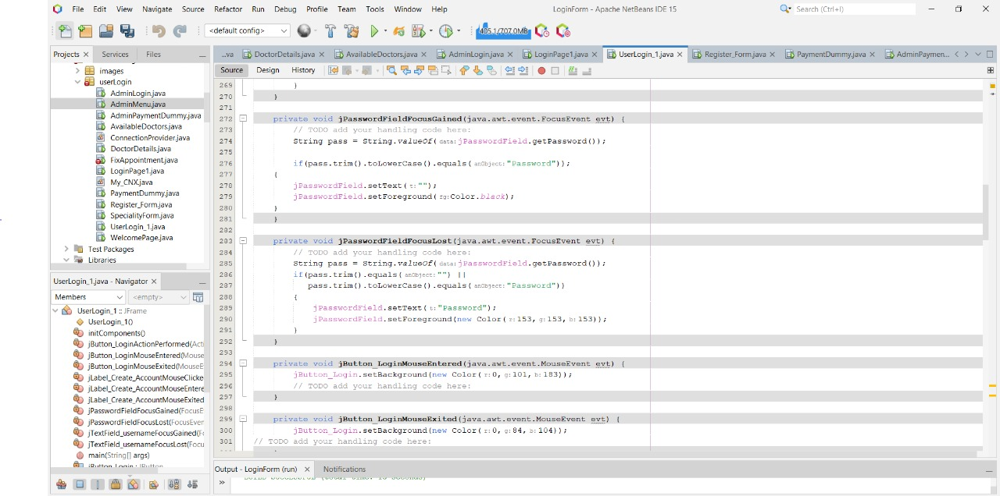 File Edit View Navigate Source Refactor Run Debug Profile Team Tools Window Help LoginForm - Apache NetBeans IDE 15 Search (Ctrl+I)
<default config> 405.1/707.0MB
Projects Services Files
...va DoctorDetails.java AvailableDoctors.java AdminLogin.java LoginPage1.java UserLogin_1.java Register_Form.java PaymentDummy.java AdminPaymen...
Source Design History
images
userLogin
AdminLogin.java
AdminMenu.java
AdminPaymentDummy.java
AvailableDoctors.java
ConnectionProvider.java
DoctorDetails.java
FixAppointment.java
LoginPage1.java
My_CNX.java
PaymentDummy.java
Register_Form.java
SpecialityForm.java
UserLogin_1.java
WelcomePage.java
Test Packages
Libraries
UserLogin_1.java - Navigator
Members <empty>
UserLogin_1 :: JFrame
UserLogin_1()
initComponents()
jButton_LoginActionPerformed(Acti
jButton_LoginMouseEntered(Mouse
jButton_LoginMouseExited(MouseE
jLabel_Create_AccountMouseClicke
jLabel_Create_AccountMouseEntere
jLabel_Create_AccountMouseExited
jPasswordFieldFocusGained(FocusE
jPasswordFieldFocusLost(FocusEven
jTextField_usernameFocusGained(Fo
jTextField_usernameFocusLost(Focu
main(String[] args)
jButton_Login : JButton
269 }
270 }
271
272 private void jPasswordFieldFocusGained(java.awt.event.FocusEvent evt) {
273 // TODO add your handling code here:
274 String pass = String.valueOf(data:jPasswordField.getPassword());
275
276 if(pass.trim().toLowerCase().equals(anObject:"Password"));
277 {
278 jPasswordField.setText(t:"");
279 jPasswordField.setForeground(fg:Color.black);
280 }
281 }
282
283 private void jPasswordFieldFocusLost(java.awt.event.FocusEvent evt) {
284 // TODO add your handling code here:
285 String pass = String.valueOf(data:jPasswordField.getPassword());
286 if(pass.trim().equals(anObject:"") ||
287 pass.trim().toLowerCase().equals(anObject:"Password"))
288 {
289 jPasswordField.setText(t:"Password");
290 jPasswordField.setForeground(new Color(r:153,g:153,b:153));
291 }
292 }
293
294 private void jButton_LoginMouseEntered(java.awt.event.MouseEvent evt) {
295 jButton_Login.setBackground(new Color(r:0,g:101,b:183));
296 // TODO add your handling code here:
297 }
298
299 private void jButton_LoginMouseExited(java.awt.event.MouseEvent evt) {
300 jButton_Login.setBackground(new Color(r:0,g:84,b:104));
301 // TODO add your handling code here:
Output - LoginForm (run) Notifications